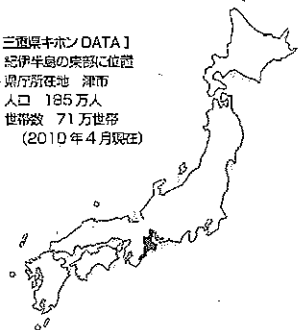 三重県キホンDATA】
紀伊半島の東部に位置
県庁所在地 津市
人口 185万人
世帯数 71万世帯
(2010年4月現在)